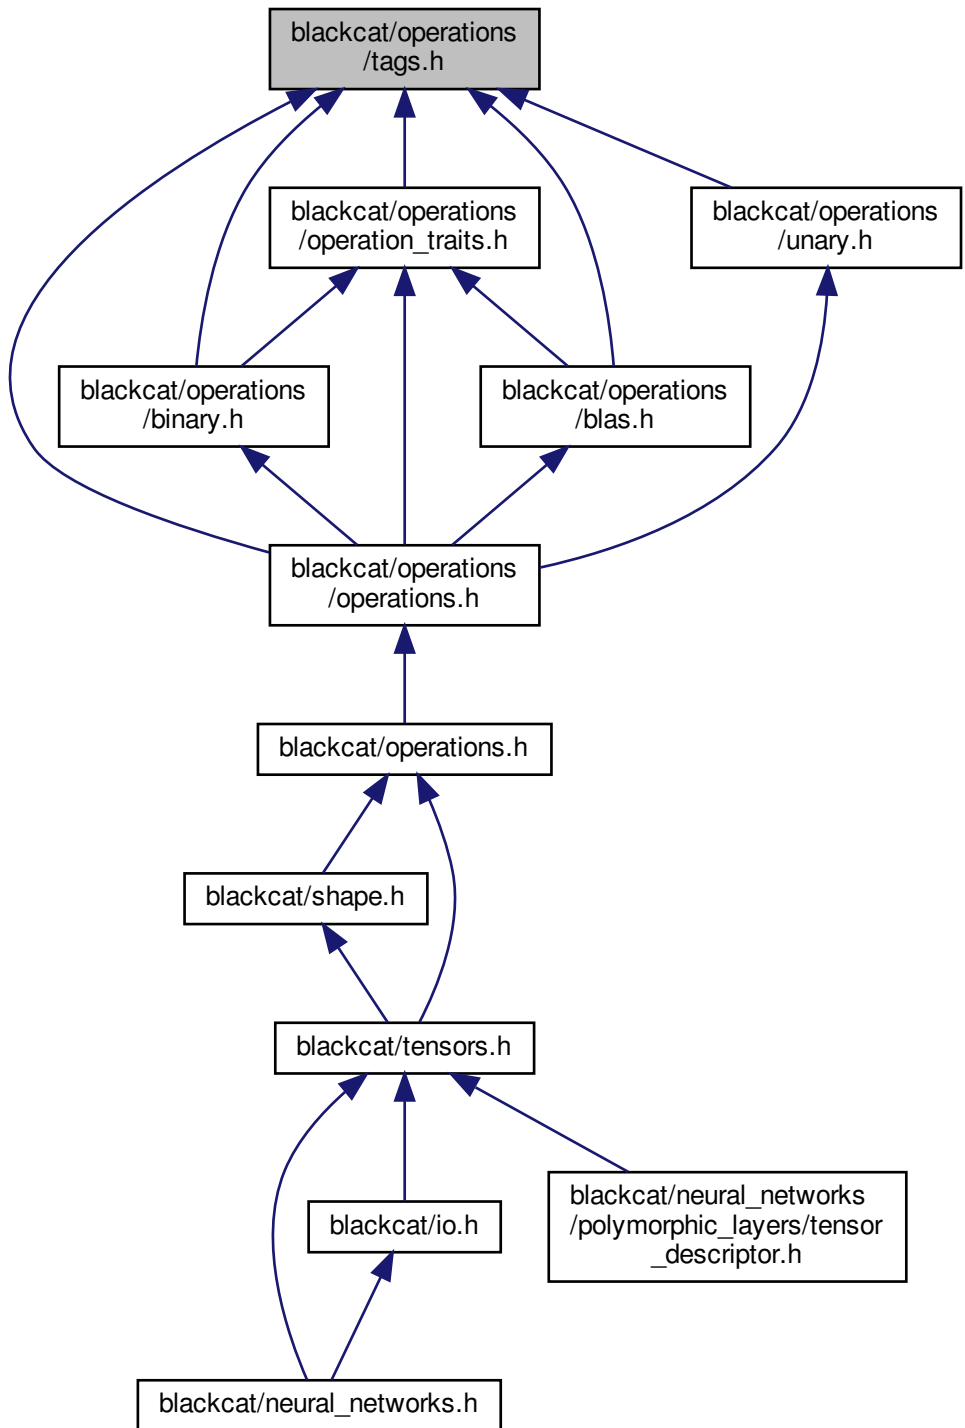 blackcat/operations
/tags.h
blackcat/operations
/operation_traits.h
blackcat/operations
/unary.h
blackcat/operations
/binary.h
blackcat/operations
/blas.h
blackcat/operations
/operations.h
blackcat/operations.h
blackcat/shape.h
blackcat/tensors.h
blackcat/neural_networks
/polymorphic_layers/tensor
_descriptor.h
blackcat/io.h
blackcat/neural_networks.h